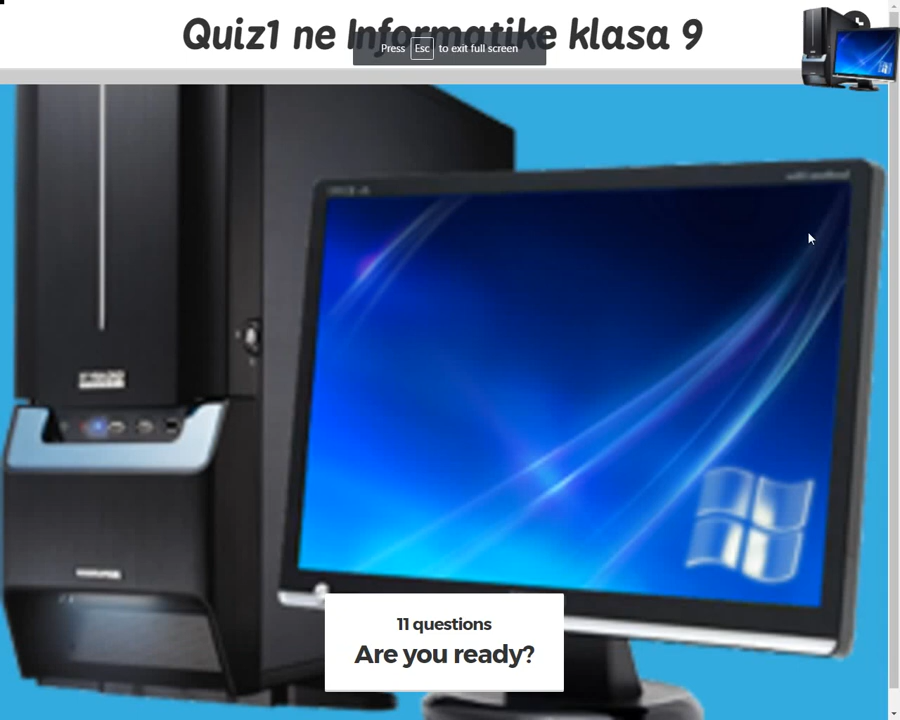 Quiz1 ne Informatike klasa 9
Press Esc to exit full screen
11 questions
Are you ready?